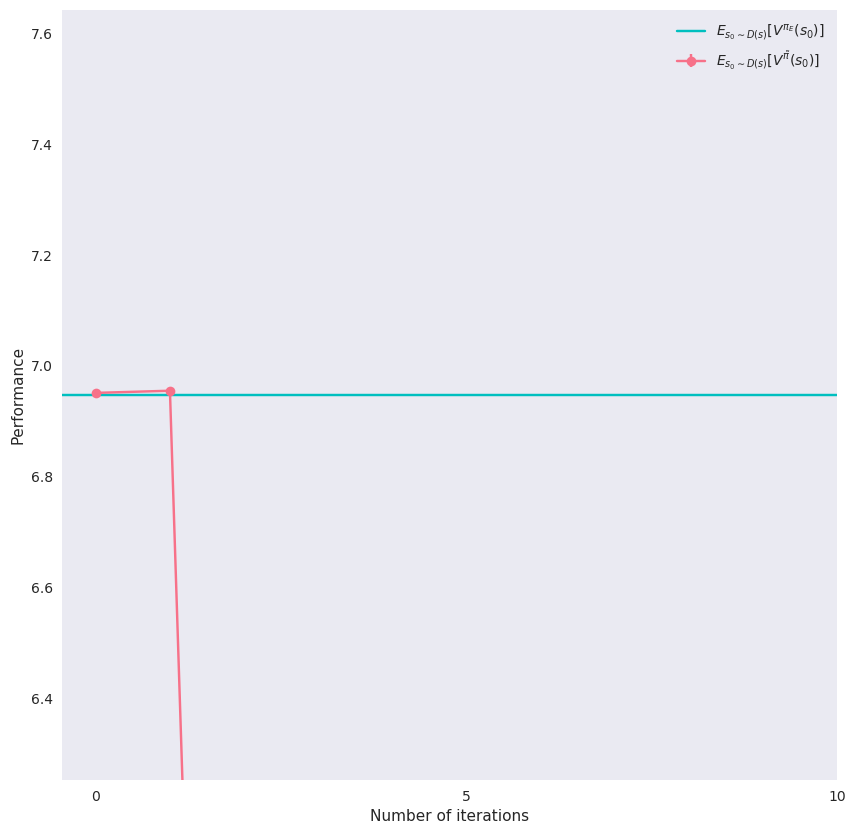 7.6
7.4
7.2
7.0
6.8
6.6
6.4
0
5
10
Performance
Number of iterations
$E_{s_0 \sim D(s)}[V^{\pi_E}(s_0)]$
$E_{s_0 \sim D(s)}[V^{\tilde{\pi}}(s_0)]$